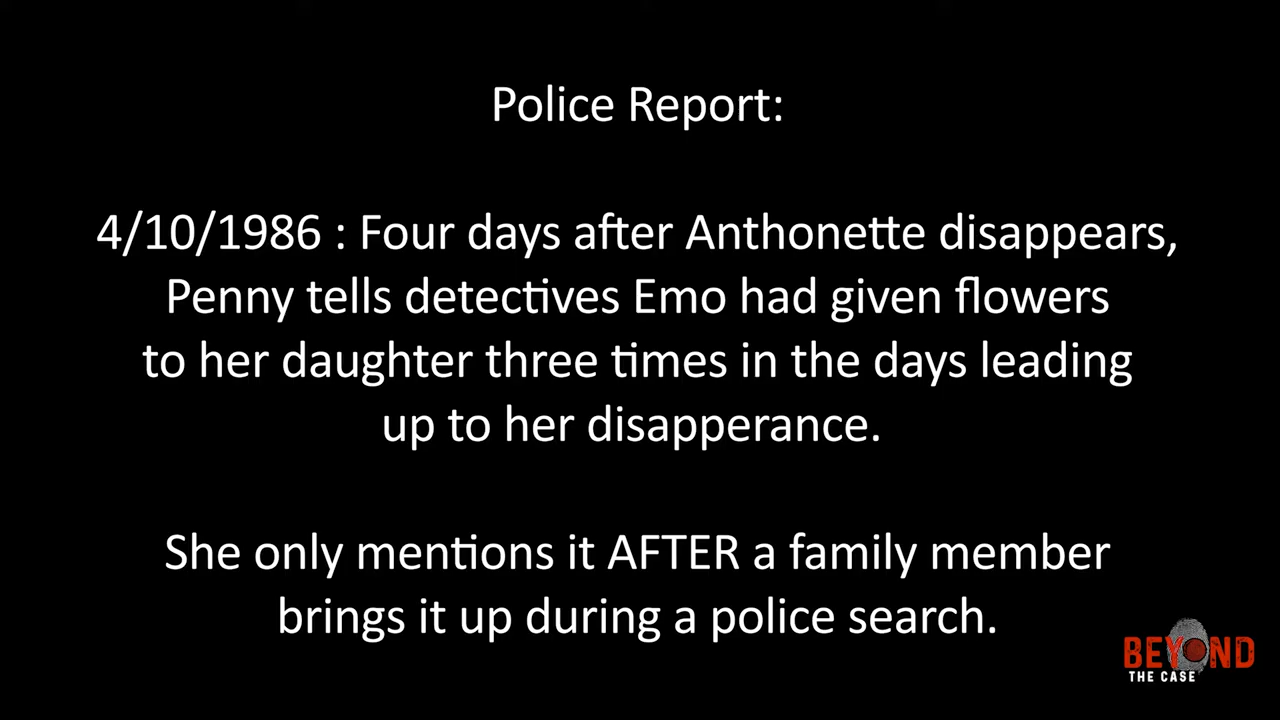 Police Report:
4/10/1986 : Four days after Anthonette disappears,
Penny tells detectives Emo had given flowers
to her daughter three times in the days leading
up to her disapperance.
She only mentions it AFTER a family member
brings it up during a police search.
BEYOND
THE CASE